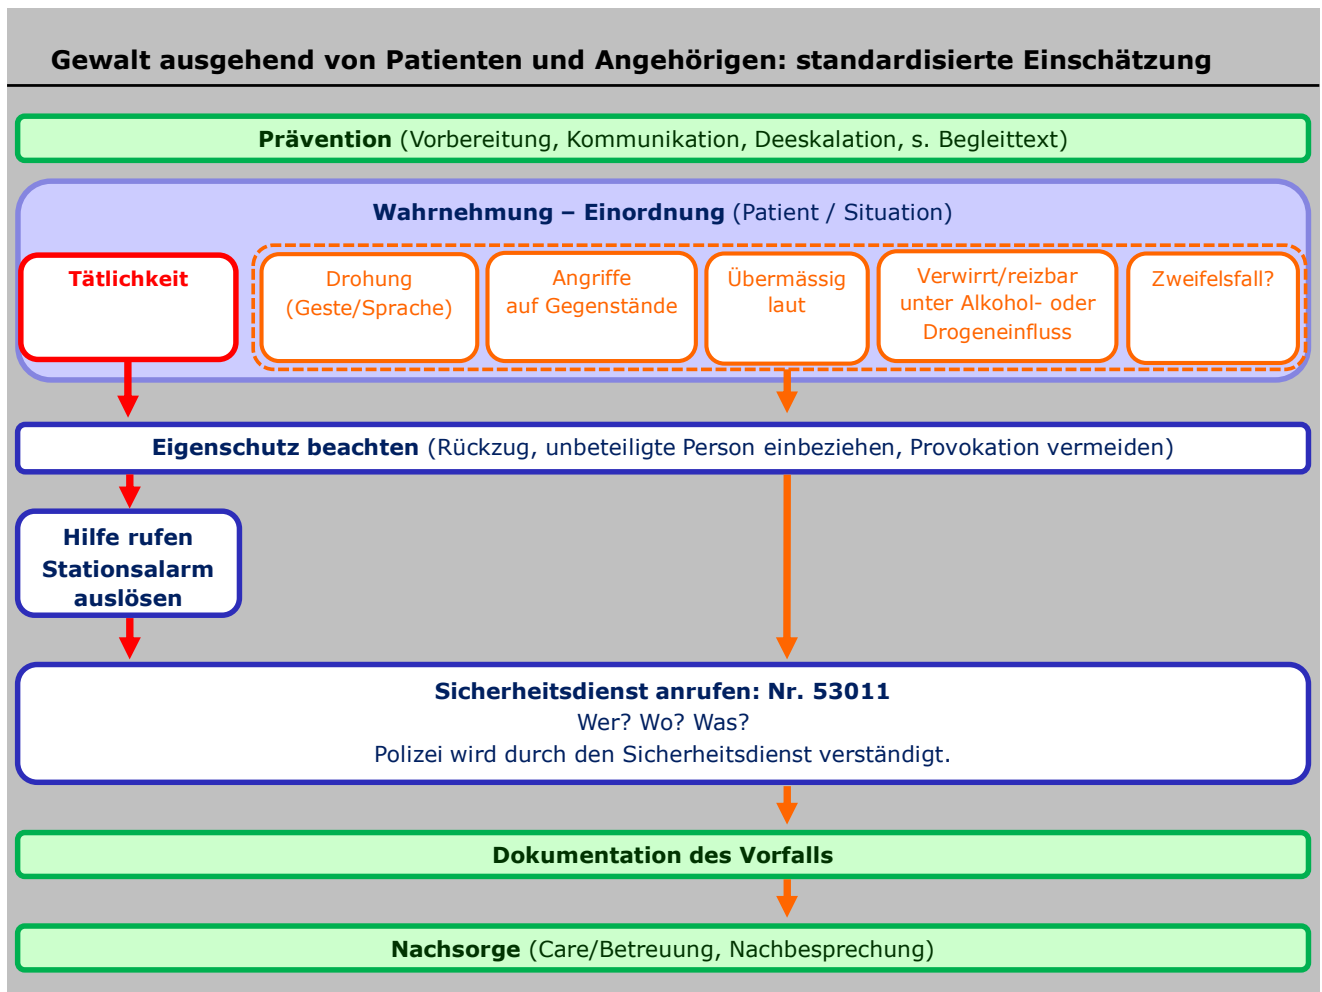 Gewalt ausgehend von Patienten und Angehörigen: standardisierte Einschätzung
Prävention (Vorbereitung, Kommunikation, Deeskalation, s. Begleittext)
Wahrnehmung – Einordnung (Patient / Situation)
Tätlichkeit
Drohung
(Geste/Sprache)
Angriffe
auf Gegenstände
Übermässig
laut
Verwirrt/reizbar
unter Alkohol- oder
Drogeneinfluss
Zweifelsfall?
Eigenschutz beachten (Rückzug, unbeteiligte Person einbeziehen, Provokation vermeiden)
Hilfe rufen
Stationsalarm
auslösen
Sicherheitsdienst anrufen: Nr. 53011
Wer? Wo? Was?
Polizei wird durch den Sicherheitsdienst verständigt.
Dokumentation des Vorfalls
Nachsorge (Care/Betreuung, Nachbesprechung)